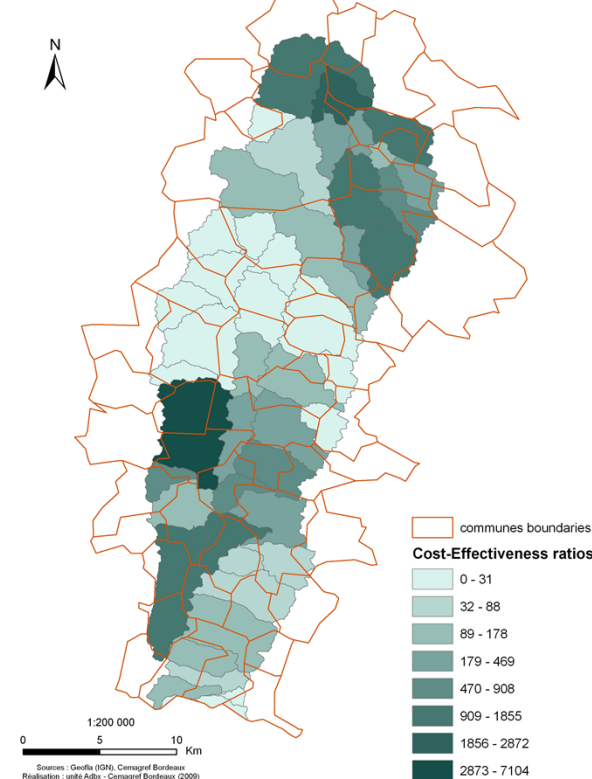 N
communes boundaries
Cost-Effectiveness ratios
0 - 31
32 - 88
89 - 178
179 - 469
470 - 908
909 - 1855
1856 - 2872
2873 - 7104
1:200 000
0 5 10
Km
Sources : Geofla (IGN), Cemagref Bordeaux
Réalisation : unité Adbx - Cemagref Bordeaux (2009)